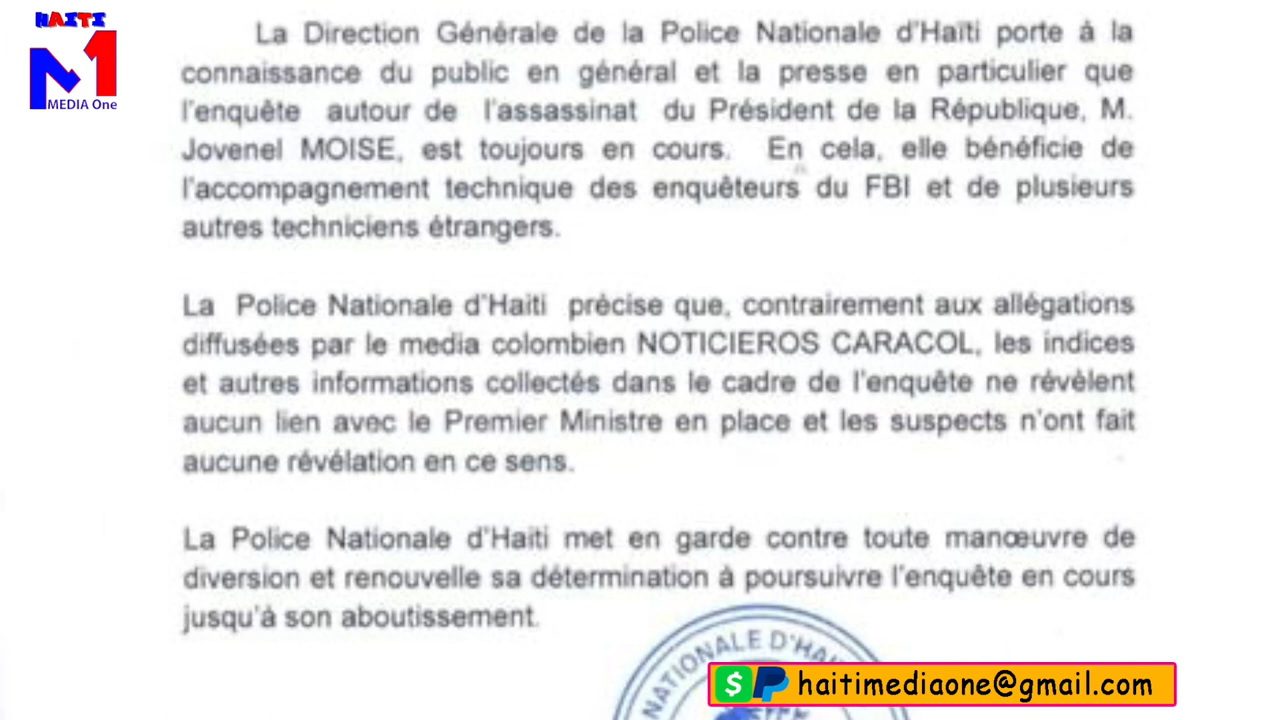 HAITI
M1
MEDIA One
La Direction Générale de la Police Nationale d'Haïti porte à la
connaissance du public en général et la presse en particulier que
l'enquête autour de l'assassinat du Président de la République, M.
Jovenel MOISE, est toujours en cours. En cela, elle bénéficie de
l'accompagnement technique des enquêteurs du FBI et de plusieurs
autres techniciens étrangers.
La Police Nationale d'Haïti précise que, contrairement aux allégations
diffusées par le media colombien NOTICIEROS CARACOL, les indices
et autres informations collectés dans le cadre de l'enquête ne révèlent
aucun lien avec le Premier Ministre en place et les suspects n'ont fait
aucune révélation en ce sens.
La Police Nationale d'Haïti met en garde contre toute manœuvre de
diversion et renouvelle sa détermination à poursuivre l'enquête en cours
jusqu'à son aboutissement.
NATIONALE D'HAI
$ haitimediaone@gmail.com